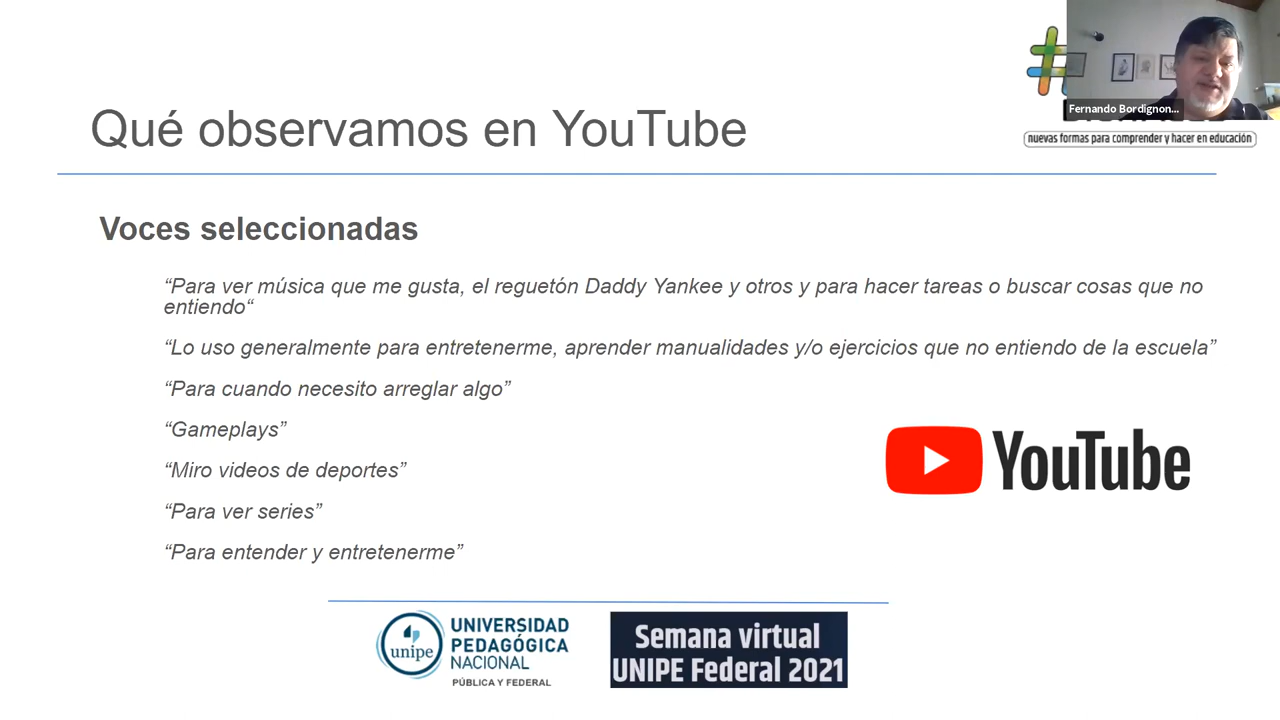 Fernando Bordignon...
nuevas formas para comprender y hacer en educación
Qué observamos en YouTube
Voces seleccionadas
“Para ver música que me gusta, el reguetón Daddy Yankee y otros y para hacer tareas o buscar cosas que no
entiendo“
“Lo uso generalmente para entretenerme, aprender manualidades y/o ejercicios que no entiendo de la escuela”
“Para cuando necesito arreglar algo”
“Gameplays”
“Miro videos de deportes”
“Para ver series”
“Para entender y entretenerme”
YouTube
unipe
UNIVERSIDAD
PEDAGÓGICA
NACIONAL
PÚBLICA Y FEDERAL
Semana virtual
UNIPE Federal 2021